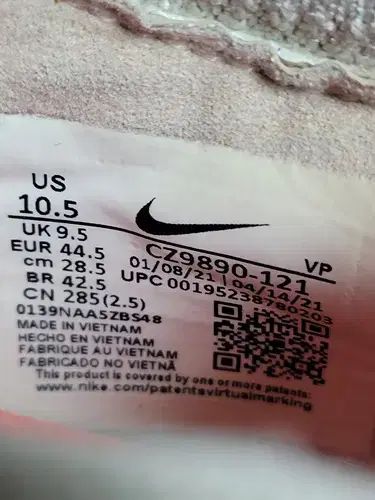 US
10.5
UK 9.5
EUR 44.5
cm 28.5
BR 42.5
CN 285(2.5)
CZ9890-121 VP
01/08/21 | 04/14/21
UPC 00195238780203
0139NAA5ZBS48
MADE IN VIETNAM
HECHO EN VIETNAM
FABRIQUE AU VIETNAM
FABRICADO NO VIETNÃ
This product is covered by one or more patents:
www.nike.com/patentsvirtualmarking